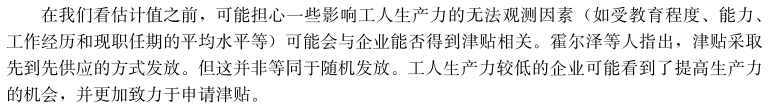 在我们看估计值之前，可能担心一些影响工人生产力的无法观测因素（如受教育程度、能力、
工作经历和现职任期的平均水平等）可能会与企业能否得到津贴相关。霍尔泽等人指出，津贴采取
先到先供应的方式发放。但这并非等同于随机发放。工人生产力较低的企业可能看到了提高生产力
的机会，并更加致力于申请津贴。